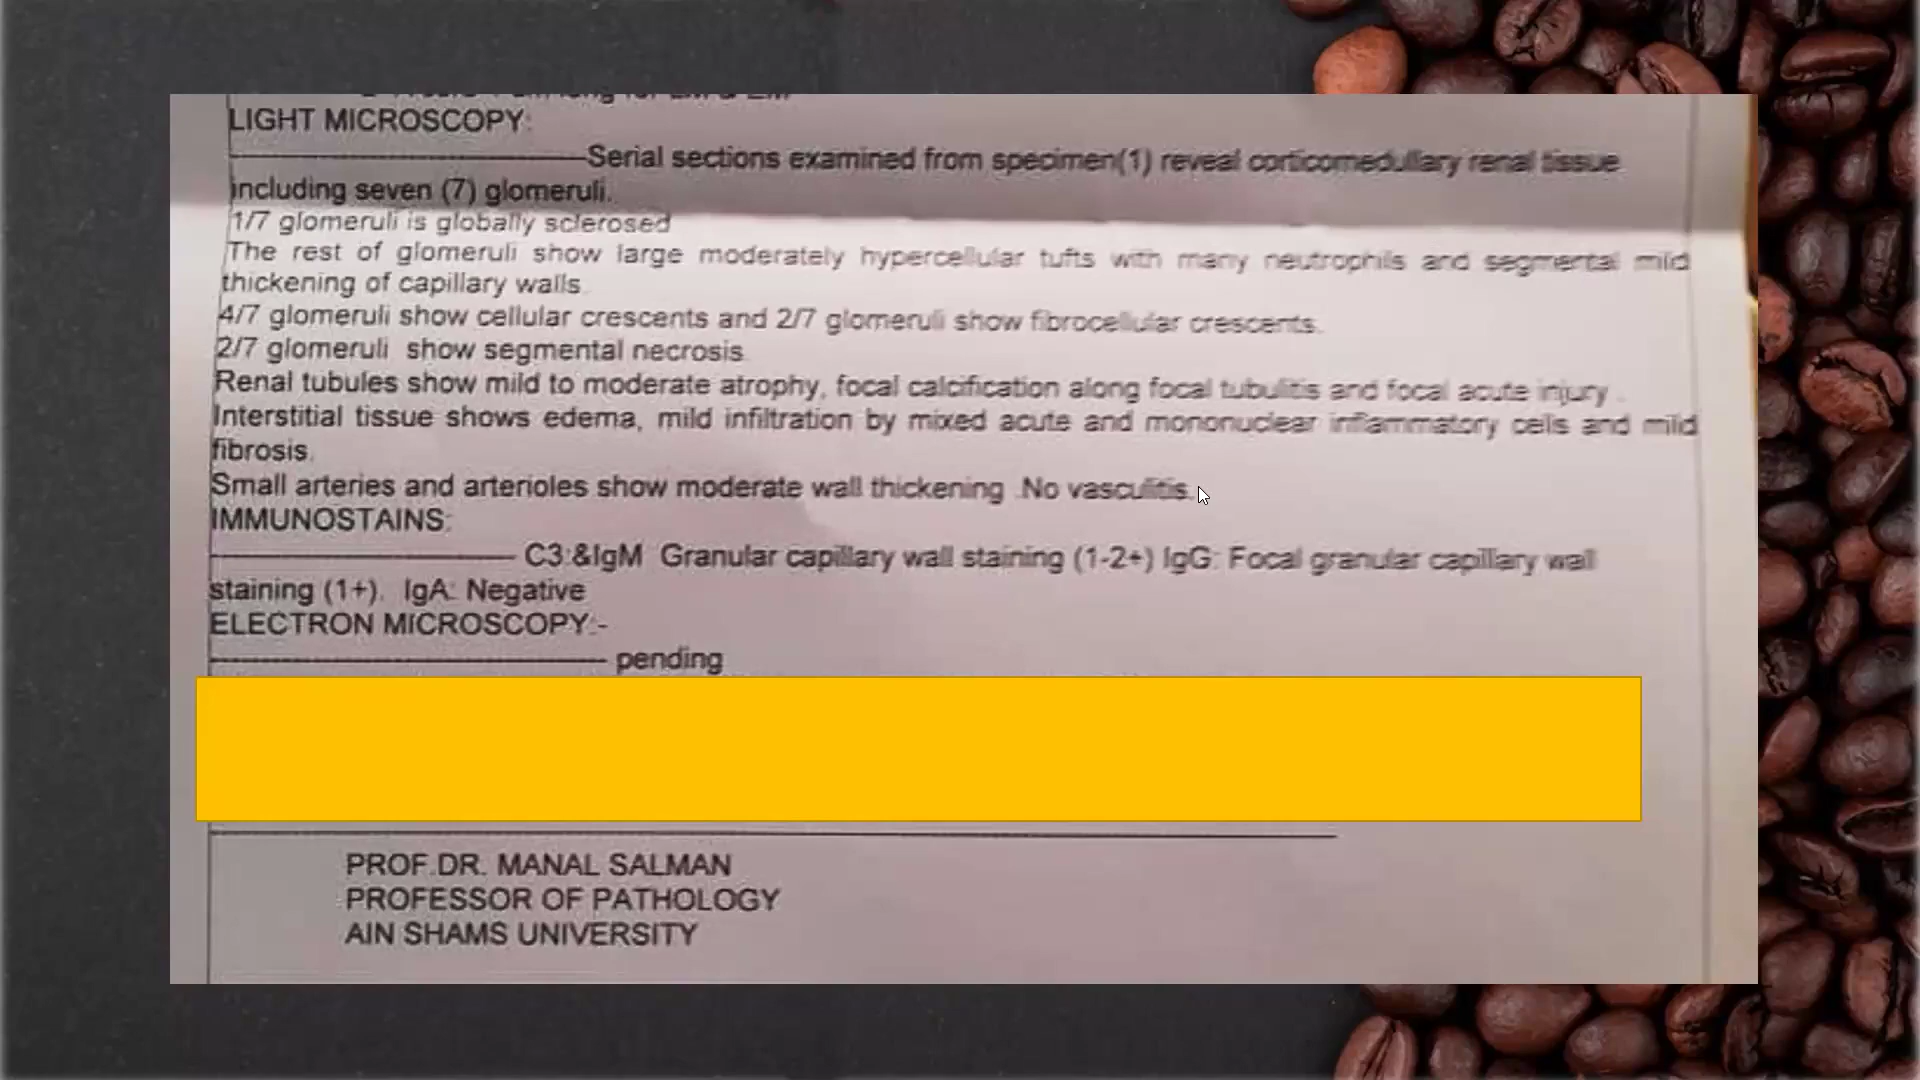 LIGHT MICROSCOPY:
Serial sections examined from specimen(1) reveal corticomedullary renal tissue
including seven (7) glomeruli.
1/7 glomeruli is globally sclerosed
The rest of glomeruli show large moderately hypercellular tufts with many neutrophils and segmental mild
thickening of capillary walls.
4/7 glomeruli show cellular crescents and 2/7 glomeruli show fibrocellular crescents.
2/7 glomeruli show segmental necrosis.
Renal tubules show mild to moderate atrophy, focal calcification along focal tubulitis and focal acute injury.
Interstitial tissue shows edema, mild infiltration by mixed acute and mononuclear inflammatory cells and mild
fibrosis.
Small arteries and arterioles show moderate wall thickening .No vasculitis.
IMMUNOSTAINS:
C3:&IgM Granular capillary wall staining (1-2+) IgG: Focal granular capillary wall
staining (1+). IgA: Negative
ELECTRON MICROSCOPY:-
pending
PROF.DR. MANAL SALMAN
PROFESSOR OF PATHOLOGY
AIN SHAMS UNIVERSITY